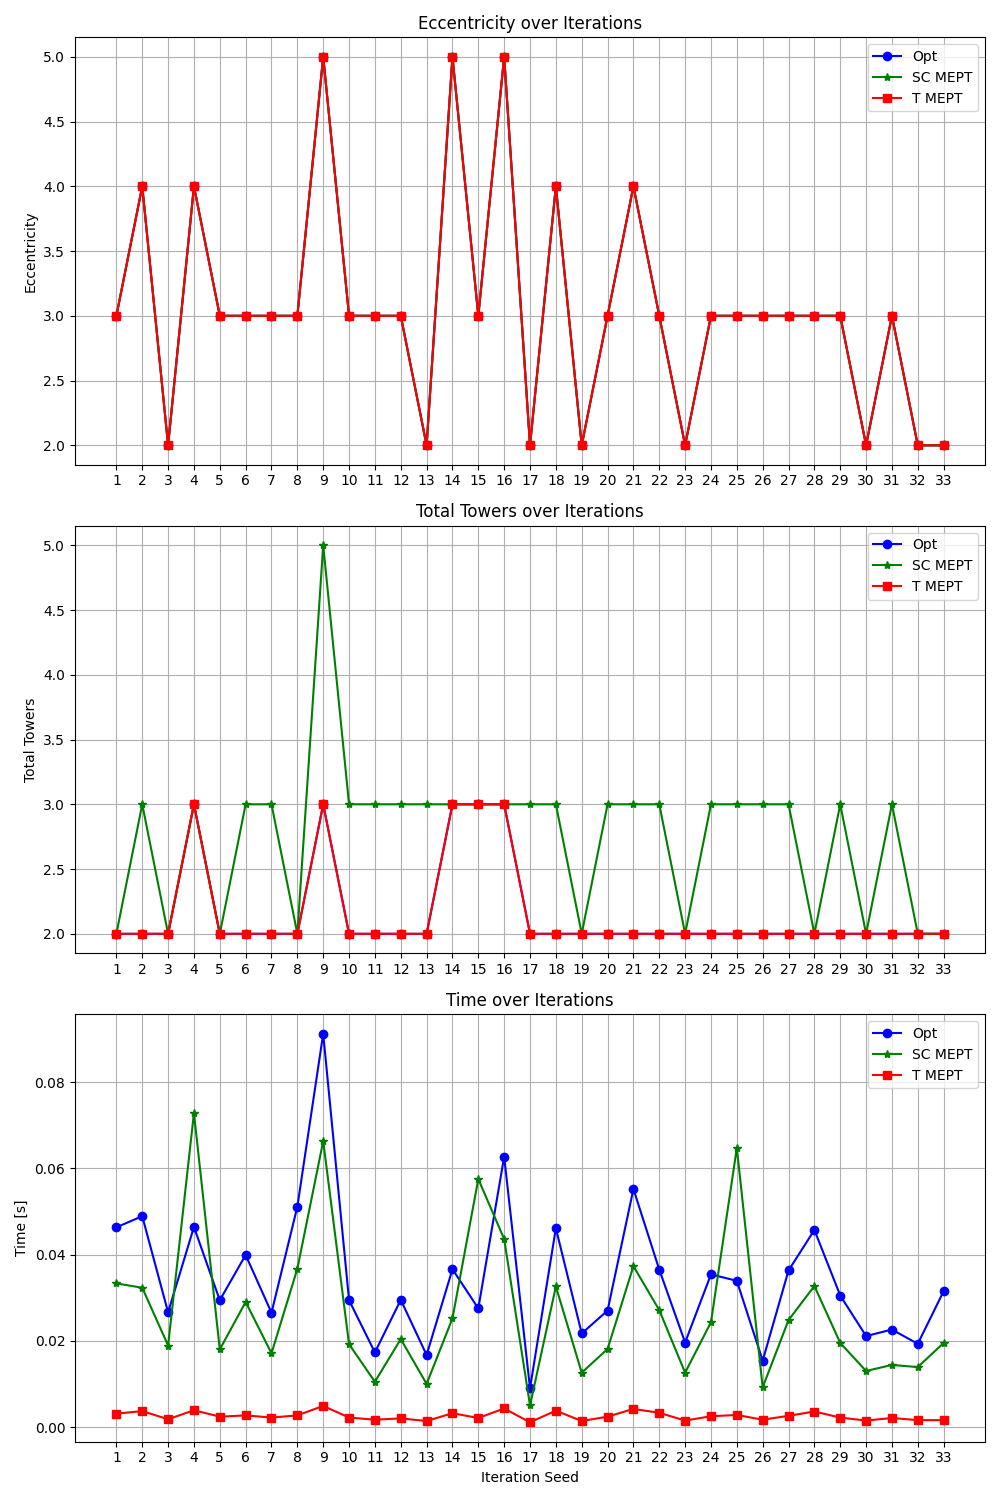 Eccentricity over Iterations
5.0
4.5
4.0
3.5
3.0
2.5
2.0
Eccentricity
Opt
SC MEPT
T MEPT
1 2 3 4 5 6 7 8 9 10 11 12 13 14 15 16 17 18 19 20 21 22 23 24 25 26 27 28 29 30 31 32 33
Total Towers over Iterations
5.0
4.5
4.0
3.5
3.0
2.5
2.0
Total Towers
Opt
SC MEPT
T MEPT
1 2 3 4 5 6 7 8 9 10 11 12 13 14 15 16 17 18 19 20 21 22 23 24 25 26 27 28 29 30 31 32 33
Time over Iterations
0.08
0.06
0.04
0.02
0.00
Time [s]
Opt
SC MEPT
T MEPT
1 2 3 4 5 6 7 8 9 10 11 12 13 14 15 16 17 18 19 20 21 22 23 24 25 26 27 28 29 30 31 32 33
Iteration Seed